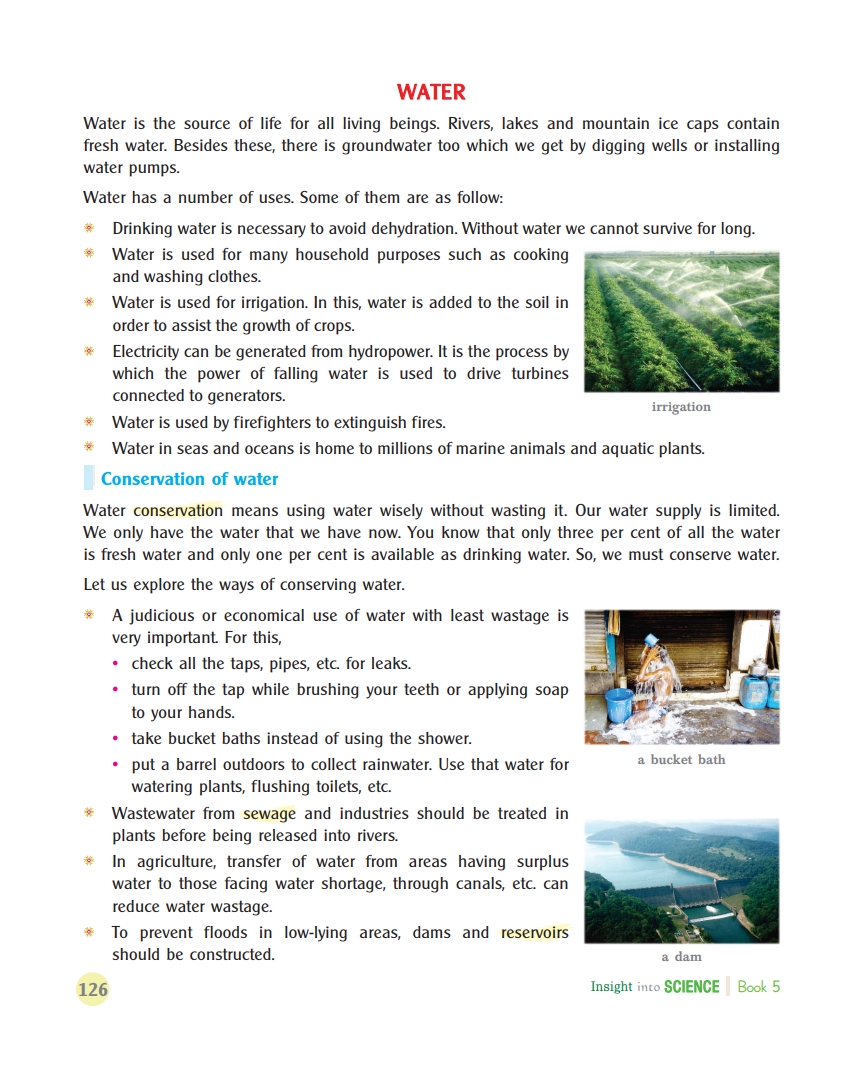 WATER
Water is the source of life for all living beings. Rivers, lakes and mountain ice caps contain
fresh water. Besides these, there is groundwater too which we get by digging wells or installing
water pumps.
Water has a number of uses. Some of them are as follow:
Drinking water is necessary to avoid dehydration. Without water we cannot survive for long.
Water is used for many household purposes such as cooking
and washing clothes.
Water is used for irrigation. In this, water is added to the soil in
order to assist the growth of crops.
Electricity can be generated from hydropower. It is the process by
which the power of falling water is used to drive turbines
connected to generators.
irrigation
Water is used by firefighters to extinguish fires.
Water in seas and oceans is home to millions of marine animals and aquatic plants.
Conservation of water
Water conservation means using water wisely without wasting it. Our water supply is limited.
We only have the water that we have now. You know that only three per cent of all the water
is fresh water and only one per cent is available as drinking water. So, we must conserve water.
Let us explore the ways of conserving water.
A judicious or economical use of water with least wastage is
very important. For this,
• check all the taps, pipes, etc. for leaks.
• turn off the tap while brushing your teeth or applying soap
to your hands.
• take bucket baths instead of using the shower.
a bucket bath
• put a barrel outdoors to collect rainwater. Use that water for
watering plants, flushing toilets, etc.
Wastewater from sewage and industries should be treated in
plants before being released into rivers.
In agriculture, transfer of water from areas having surplus
water to those facing water shortage, through canals, etc. can
reduce water wastage.
To prevent floods in low-lying areas, dams and reservoirs
should be constructed.
a dam
126
Insight into SCIENCE Book 5